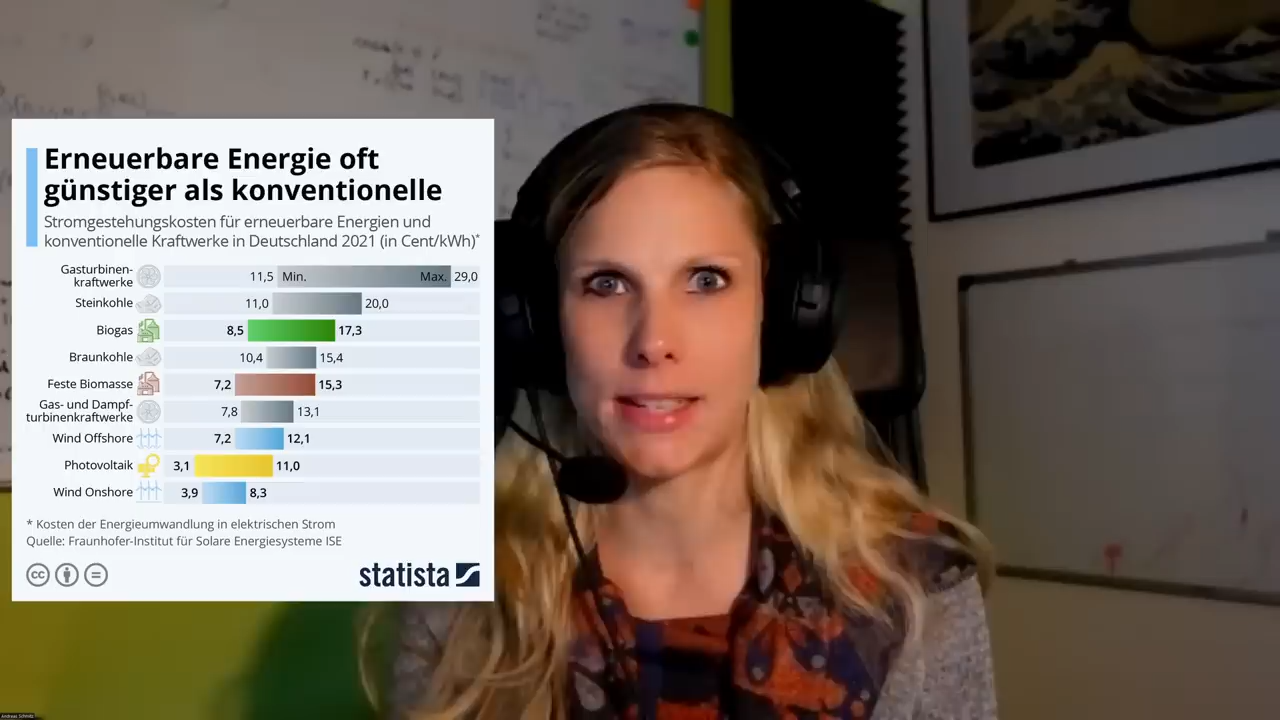 Erneuerbare Energie oft
günstiger als konventionelle
Stromgestehungskosten für erneuerbare Energien und
konventionelle Kraftwerke in Deutschland 2021 (in Cent/kWh)*
Gasturbinen-
kraftwerke 11,5 Min. Max. 29,0
Steinkohle 11,0 20,0
Biogas 8,5 17,3
Braunkohle 10,4 15,4
Feste Biomasse 7,2 15,3
Gas- und Dampf-
turbinenkraftwerke 7,8 13,1
Wind Offshore 7,2 12,1
Photovoltaik 3,1 11,0
Wind Onshore 3,9 8,3
* Kosten der Energieumwandlung in elektrischen Strom
Quelle: Fraunhofer-Institut für Solare Energiesysteme ISE
cc
statista